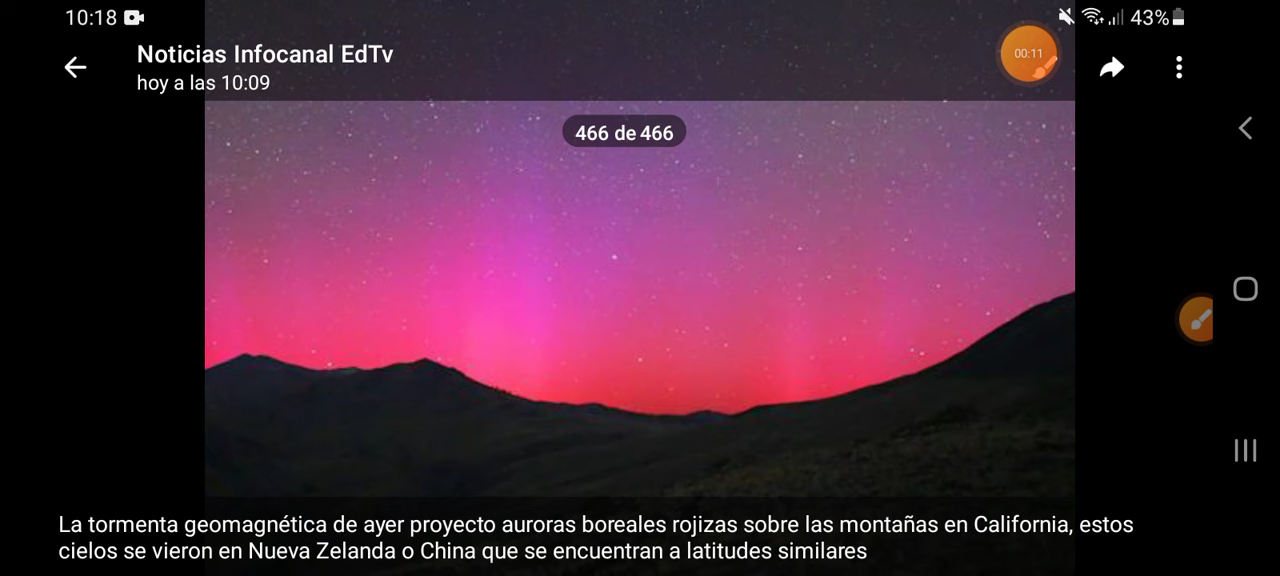 10:18
43%
Noticias Infocanal EdTv
hoy a las 10:09
00:11
466 de 466
La tormenta geomagnética de ayer proyecto auroras boreales rojizas sobre las montañas en California, estos
cielos se vieron en Nueva Zelanda o China que se encuentran a latitudes similares